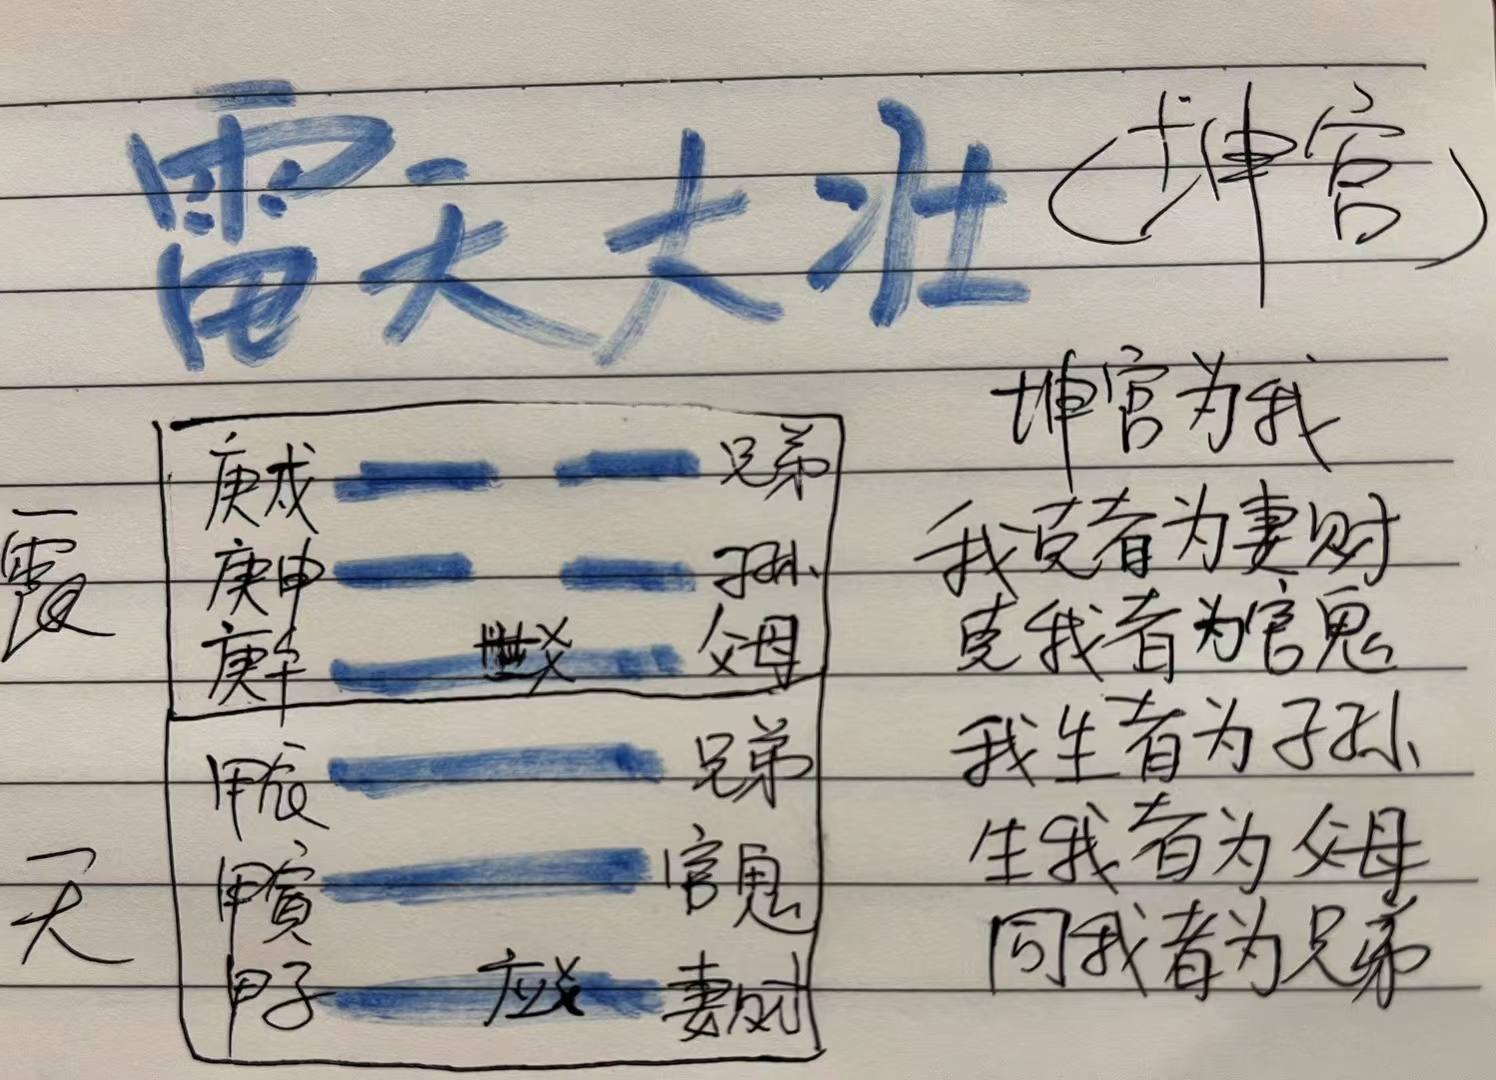 雷天大壮（坤宫）
坤宫为我
庚戌 兄弟
我克者为妻财
震 庚申 子孙
克我者为官鬼
庚午 世爻 父母
我生者为子孙
甲辰 兄弟
生我者为父母
天 甲寅 官鬼
同我者为兄弟
甲子 应爻 妻财